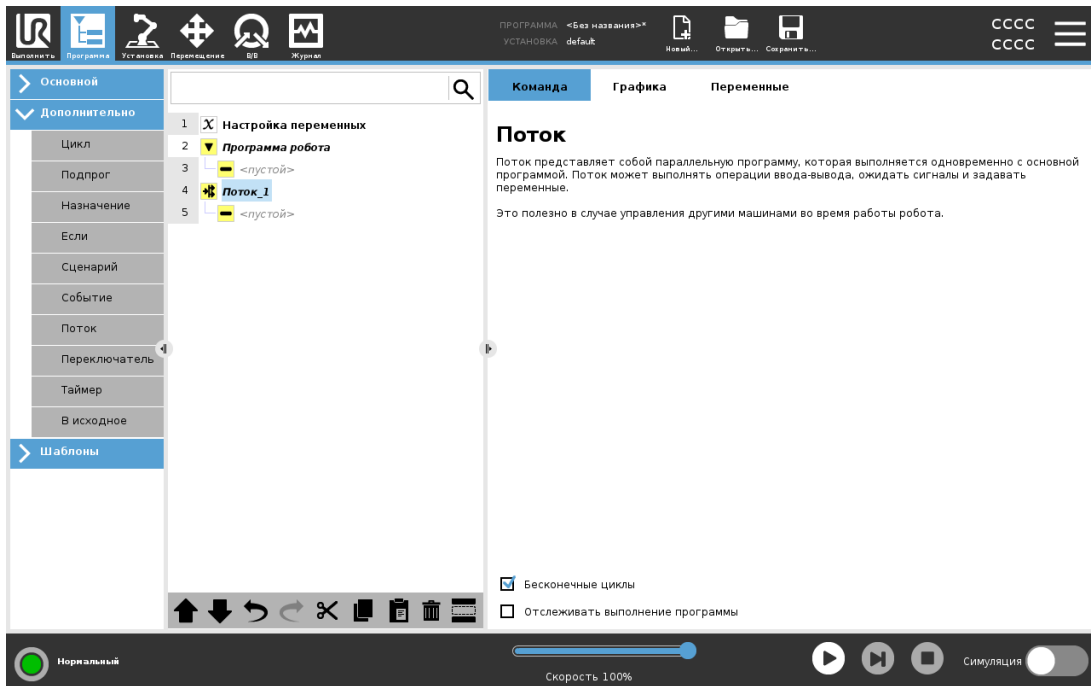 ПРОГРАММА <Без названия>*
УСТАНОВКА default
Выполнить Программа Установка Перемещение В/В Журнал
Новый... Открыть... Сохранить...
CCCC
CCCC
Основной
Дополнительно
Цикл
Подпрог
Назначение
Если
Сценарий
Событие
Поток
Переключатель
Таймер
В исходное
Шаблоны
1 X Настройка переменных
2 Программа робота
3 <пустой>
4 Поток_1
5 <пустой>
Команда Графика Переменные
Поток
Поток представляет собой параллельную программу, которая выполняется одновременно с основной
программой. Поток может выполнять операции ввода-вывода, ожидать сигналы и задавать
переменные.
Это полезно в случае управления другими машинами во время работы робота.
Бесконечные циклы
Отслеживать выполнение программы
Нормальный
Скорость 100%
Симуляция